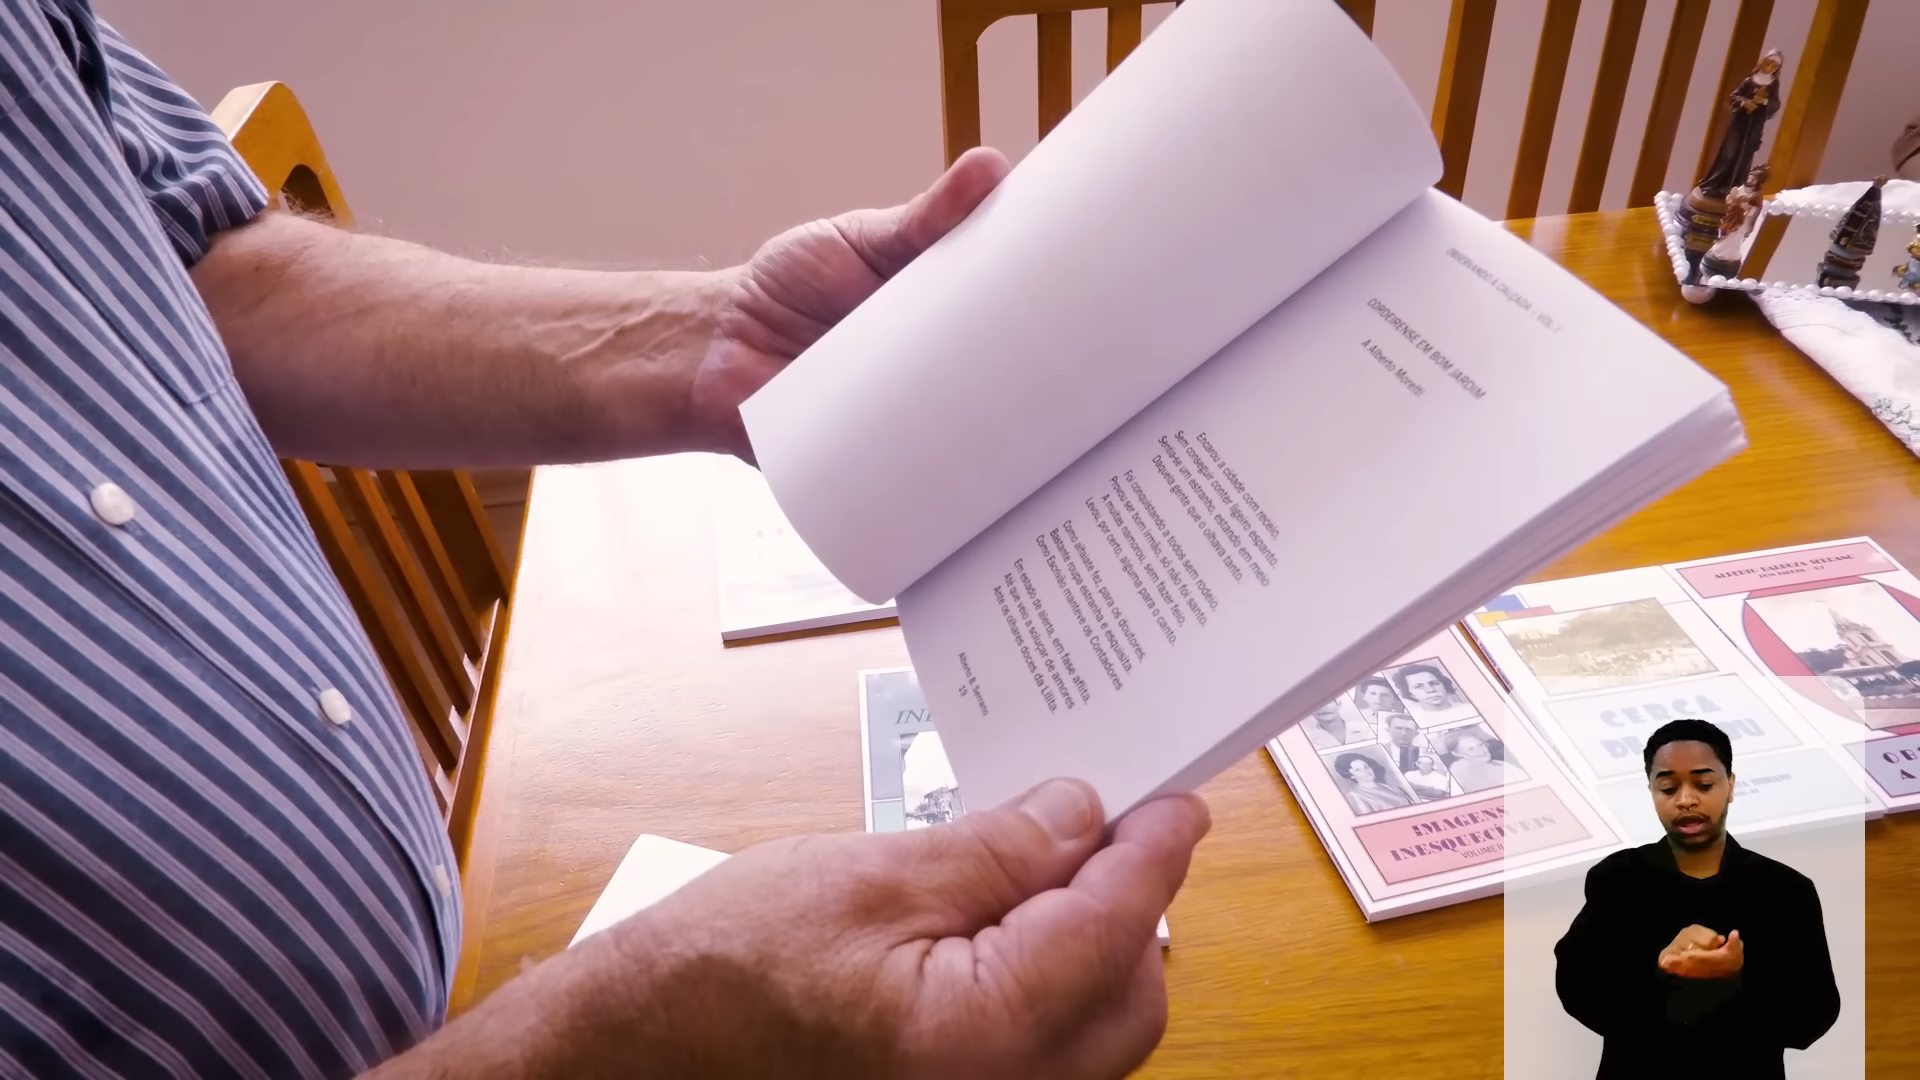 OBSERVANDO A CALÇADA - VOL. I
CORDEIRENSE EM BOM JARDIM
A Alberto Moretti
Encarou a cidade com receio,
Sem conseguir conter ligeiro espanto,
Sentia-se um estranho, estando em meio
Daquela gente que o olhava tanto.
Foi conquistando a todos sem rodeio,
Provou ser bom irmão, só não foi santo.
A muitas namorou, sem fazer feio,
Levou, por certo, alguma para o canto.
Como alfaiate fez, para os doutores,
Bastante roupa estranha e esquisita.
Como Escrivão manteve os Contadores
Em estado de alerta, em fase aflita,
Até que veio a soluçar de amores
Ante os olhares doces da Lilita.
Alberto B. Serrano
19
IMAGENS
INESQUECÍVEIS
VOLUME II
CERCA